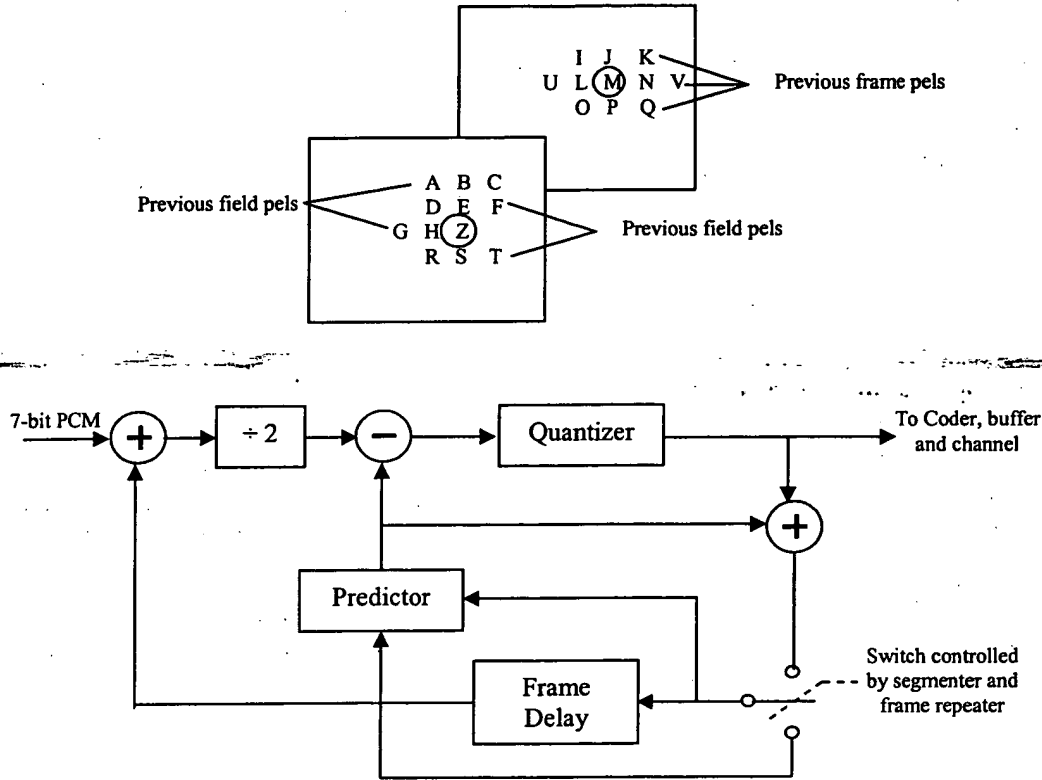 I J K
U L M N V
O P Q
Previous frame pels
A B C
D E F
G H Z
R S T
Previous field pels
Previous field pels
7-bit PCM
+
÷ 2
−
Quantizer
To Coder, buffer
and channel
+
Predictor
Frame
Delay
Switch controlled
by segmenter and
frame repeater